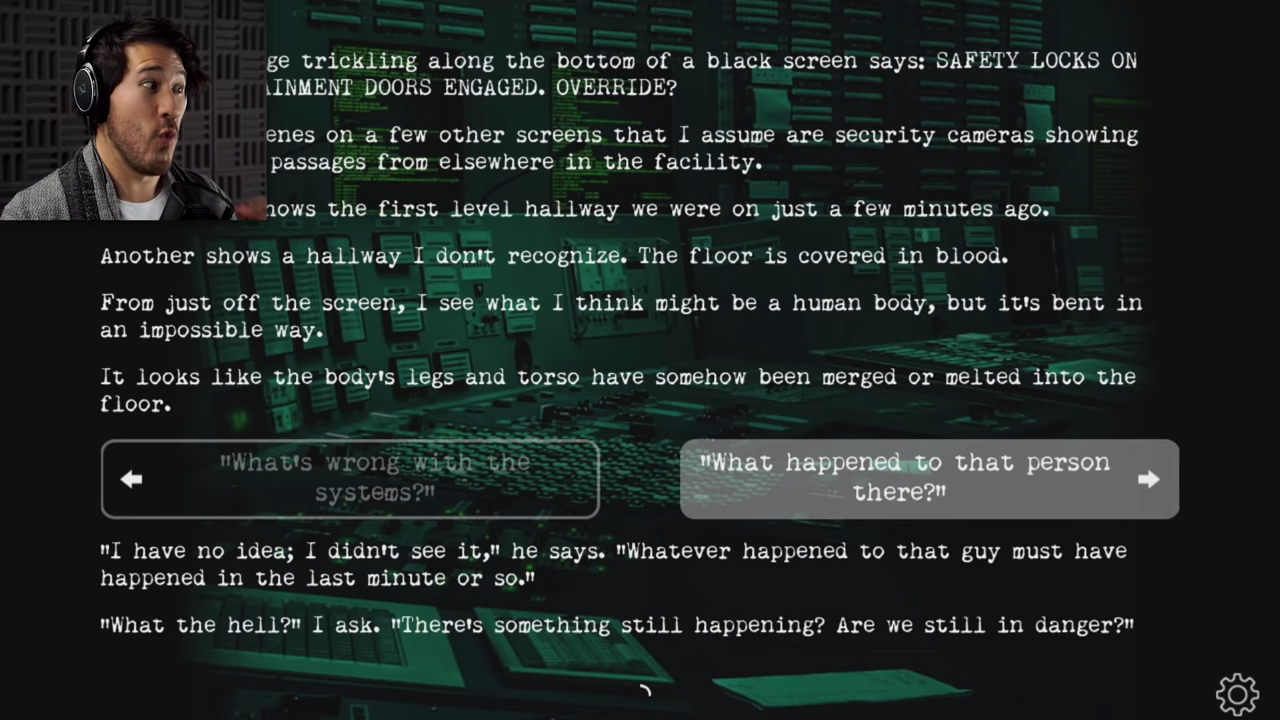 ge trickling along the bottom of a black screen says: SAFETY LOCKS ON
AINMENT DOORS ENGAGED. OVERRIDE?
enes on a few other screens that I assume are security cameras showing
passages from elsewhere in the facility.
hows the first level hallway we were on just a few minutes ago.
Another shows a hallway I don't recognize. The floor is covered in blood.
From just off the screen, I see what I think might be a human body, but it's bent in
an impossible way.
It looks like the body's legs and torso have somehow been merged or melted into the
floor.
"What's wrong with the
systems?"
"What happened to that person
there?"
"I have no idea; I didn't see it," he says. "Whatever happened to that guy must have
happened in the last minute or so."
"What the hell?" I ask. "There's something still happening? Are we still in danger?"